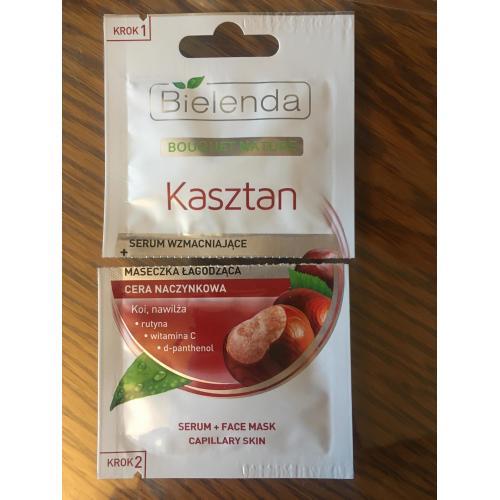 KROK 1
Bielenda
BOUQUET NATURE
Kasztan
SERUM WZMACNIAJĄCE
+
MASECZKA ŁAGODZĄCA
CERA NACZYNKOWA
Koi, nawilża
• rutyna
• witamina C
• d-panthenol
SERUM + FACE MASK
CAPILLARY SKIN
KROK 2